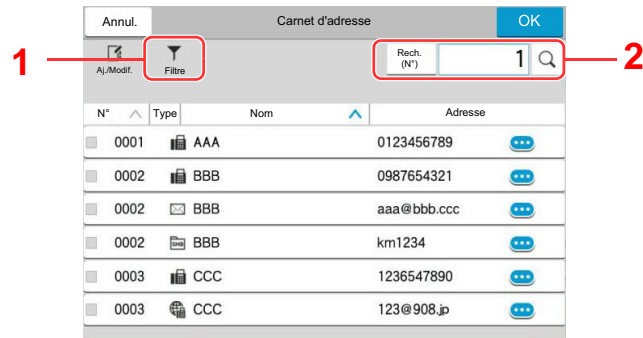 Annul. Carnet d'adresse OK
1 Aj./Modif. Filtre Rech. (N°) 1 2
N° Type Nom Adresse
0001 AAA 0123456789
0002 BBB 0987654321
0002 BBB aaa@bbb.ccc
0002 SMB BBB km1234
0003 CCC 1236547890
0003 CCC 123@908.jp